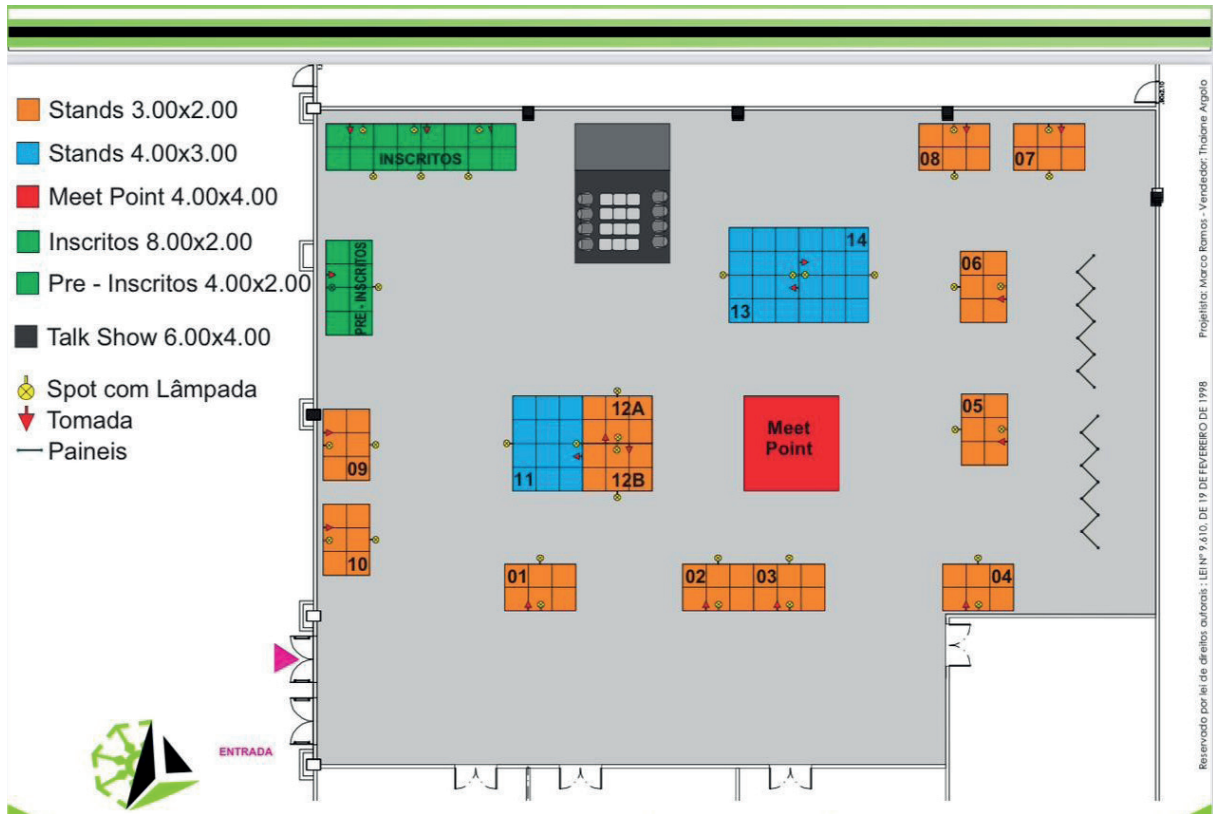 Stands 3.00x2.00
Stands 4.00x3.00
Meet Point 4.00x4.00
Inscritos 8.00x2.00
Pre - Inscritos 4.00x2.00
Talk Show 6.00x4.00
Spot com Lâmpada
Tomada
Paineis
INSCRITOS
08
07
PRE - INSCRITOS
14
13
06
12A
11
12B
Meet
Point
05
09
10
01
02
03
04
ENTRADA
Projetista: Marco Ramos - Vendedor: Thaiane Argolo
Reservado por lei de direitos autorais : LEI Nº 9.610, DE 19 DE FEVEREIRO DE 1998